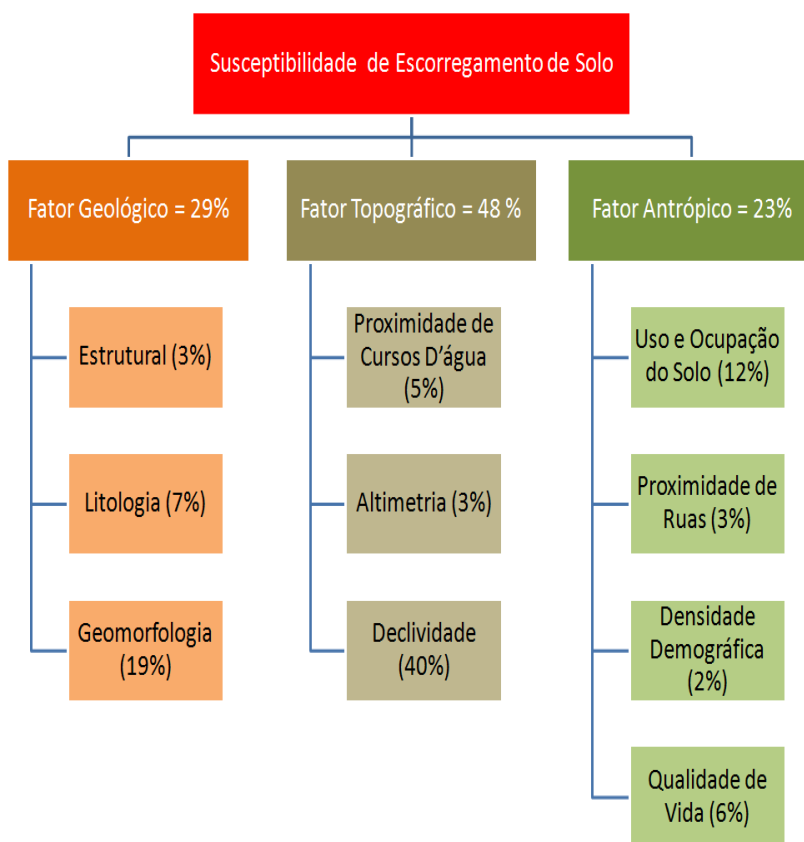 Susceptibilidade de Escorregamento de Solo
Fator Geológico = 29%
Estrutural (3%)
Litologia (7%)
Geomorfologia
(19%)
Fator Topográfico = 48 %
Proximidade de
Cursos D’água
(5%)
Altimetria (3%)
Declividade
(40%)
Fator Antrópico = 23%
Uso e Ocupação
do Solo (12%)
Proximidade de
Ruas (3%)
Densidade
Demográfica
(2%)
Qualidade de
Vida (6%)